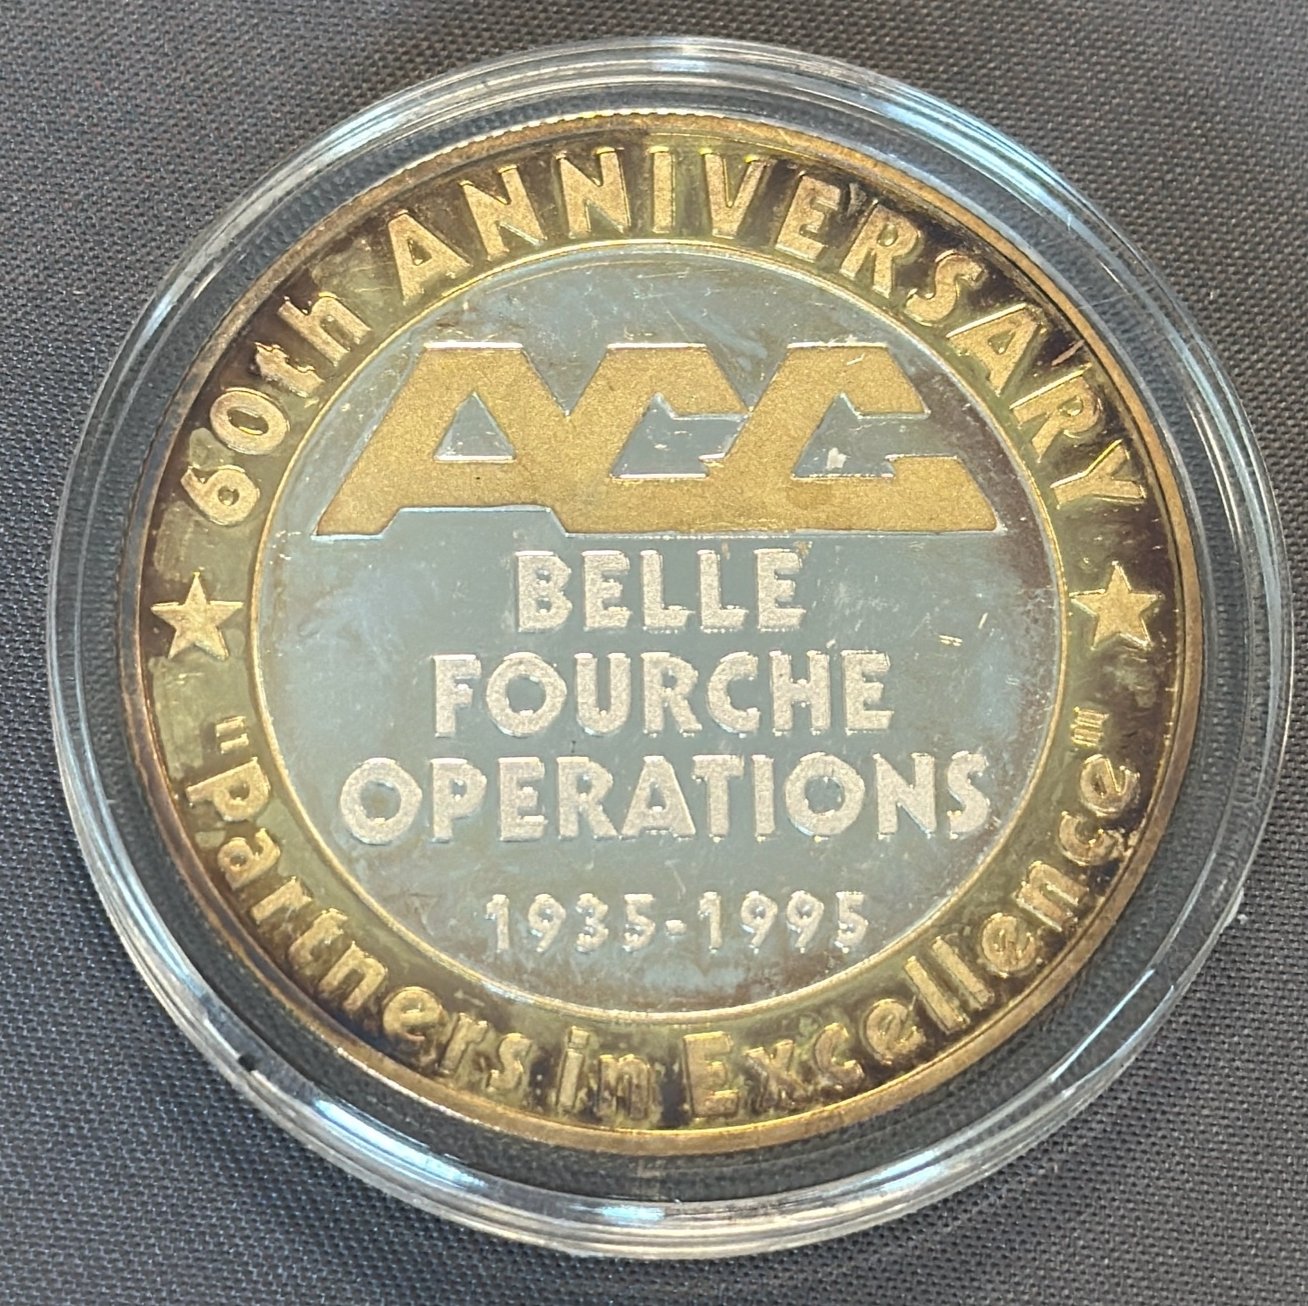 60th ANNIVERSARY
ACC
BELLE
FOURCHE
OPERATIONS
1935-1995
"Partners in Excellence"